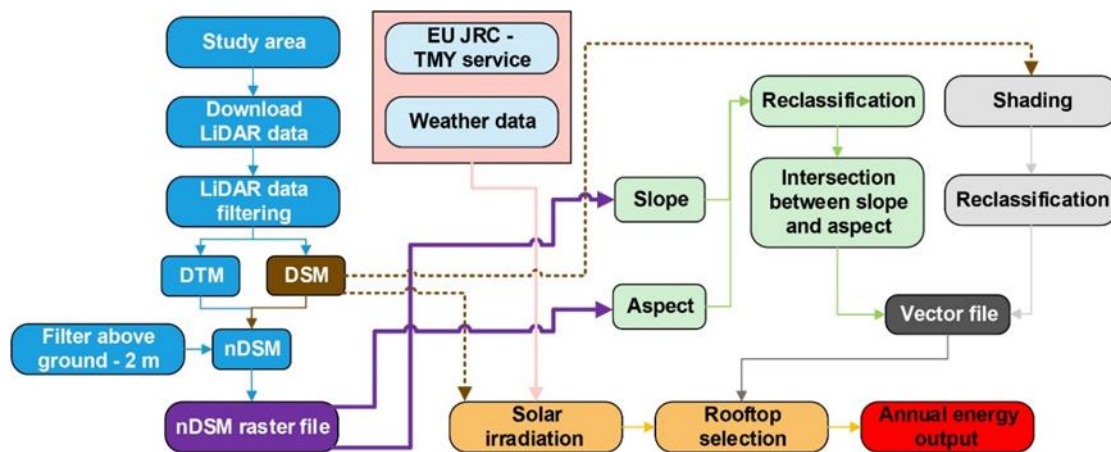 Study area
Download
LiDAR data
LiDAR data
filtering
DTM
DSM
Filter above
ground - 2 m
nDSM
nDSM raster file
EU JRC -
TMY service
Weather data
Slope
Aspect
Reclassification
Intersection
between slope
and aspect
Shading
Reclassification
Vector file
Solar
irradiation
Rooftop
selection
Annual energy
output